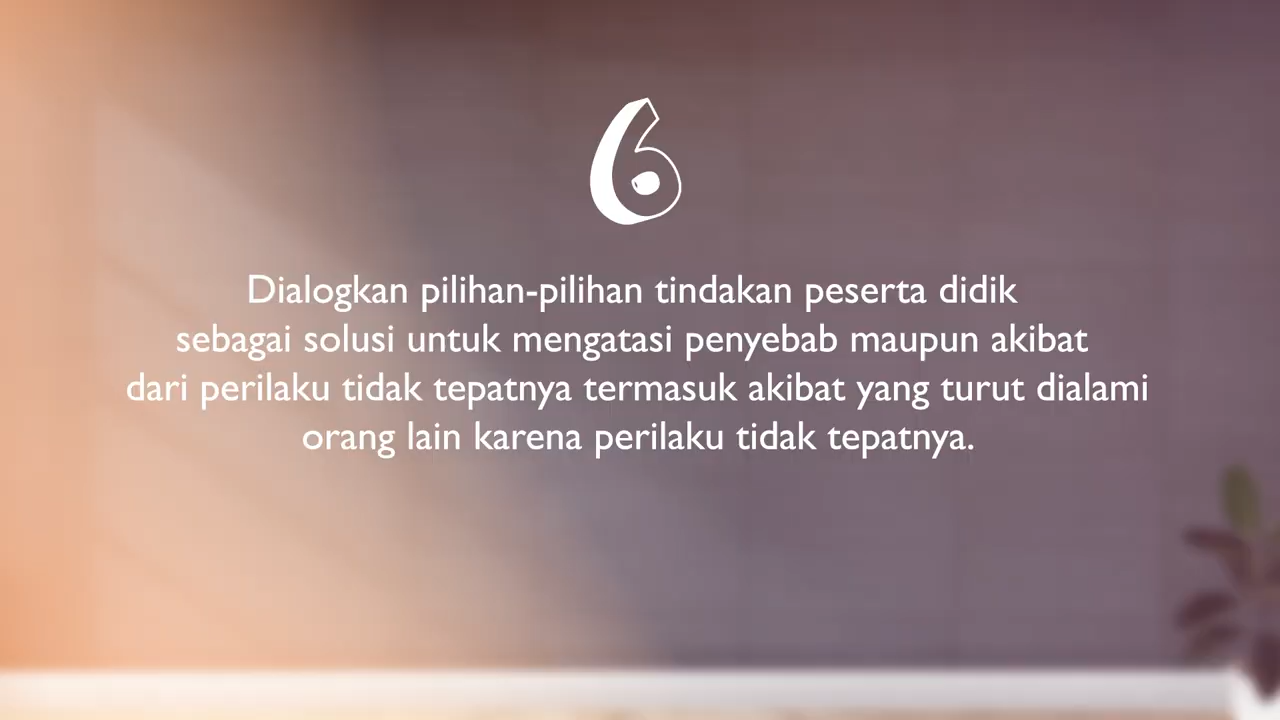 6
Dialogkan pilihan-pilihan tindakan peserta didik
sebagai solusi untuk mengatasi penyebab maupun akibat
dari perilaku tidak tepatnya termasuk akibat yang turut dialami
orang lain karena perilaku tidak tepatnya.